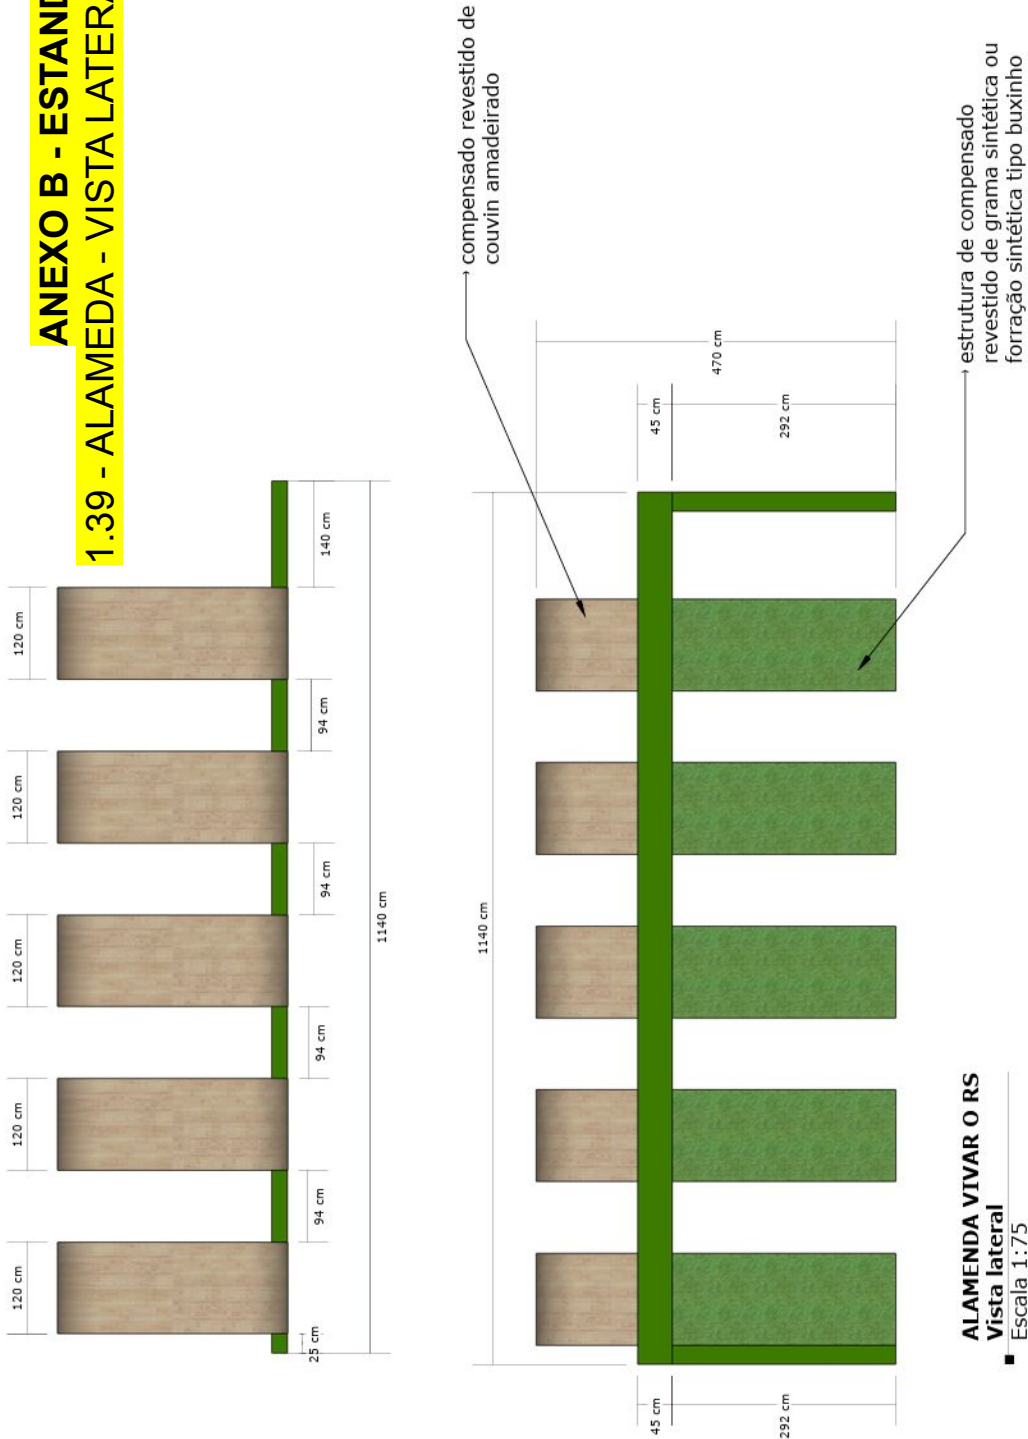 ANEXO B - ESTAND
1.39 - ALAMEDA - VISTA LATERA
120 cm
120 cm
120 cm
120 cm
120 cm
25 cm
94 cm
94 cm
94 cm
94 cm
140 cm
1140 cm
compensado revestido de
couvin amadeirado
1140 cm
470 cm
45 cm
292 cm
45 cm
292 cm
estrutura de compensado
revestido de grama sintética ou
forração sintética tipo buxinho
ALAMENDA VIVAR O RS
Vista lateral
Escala 1:75